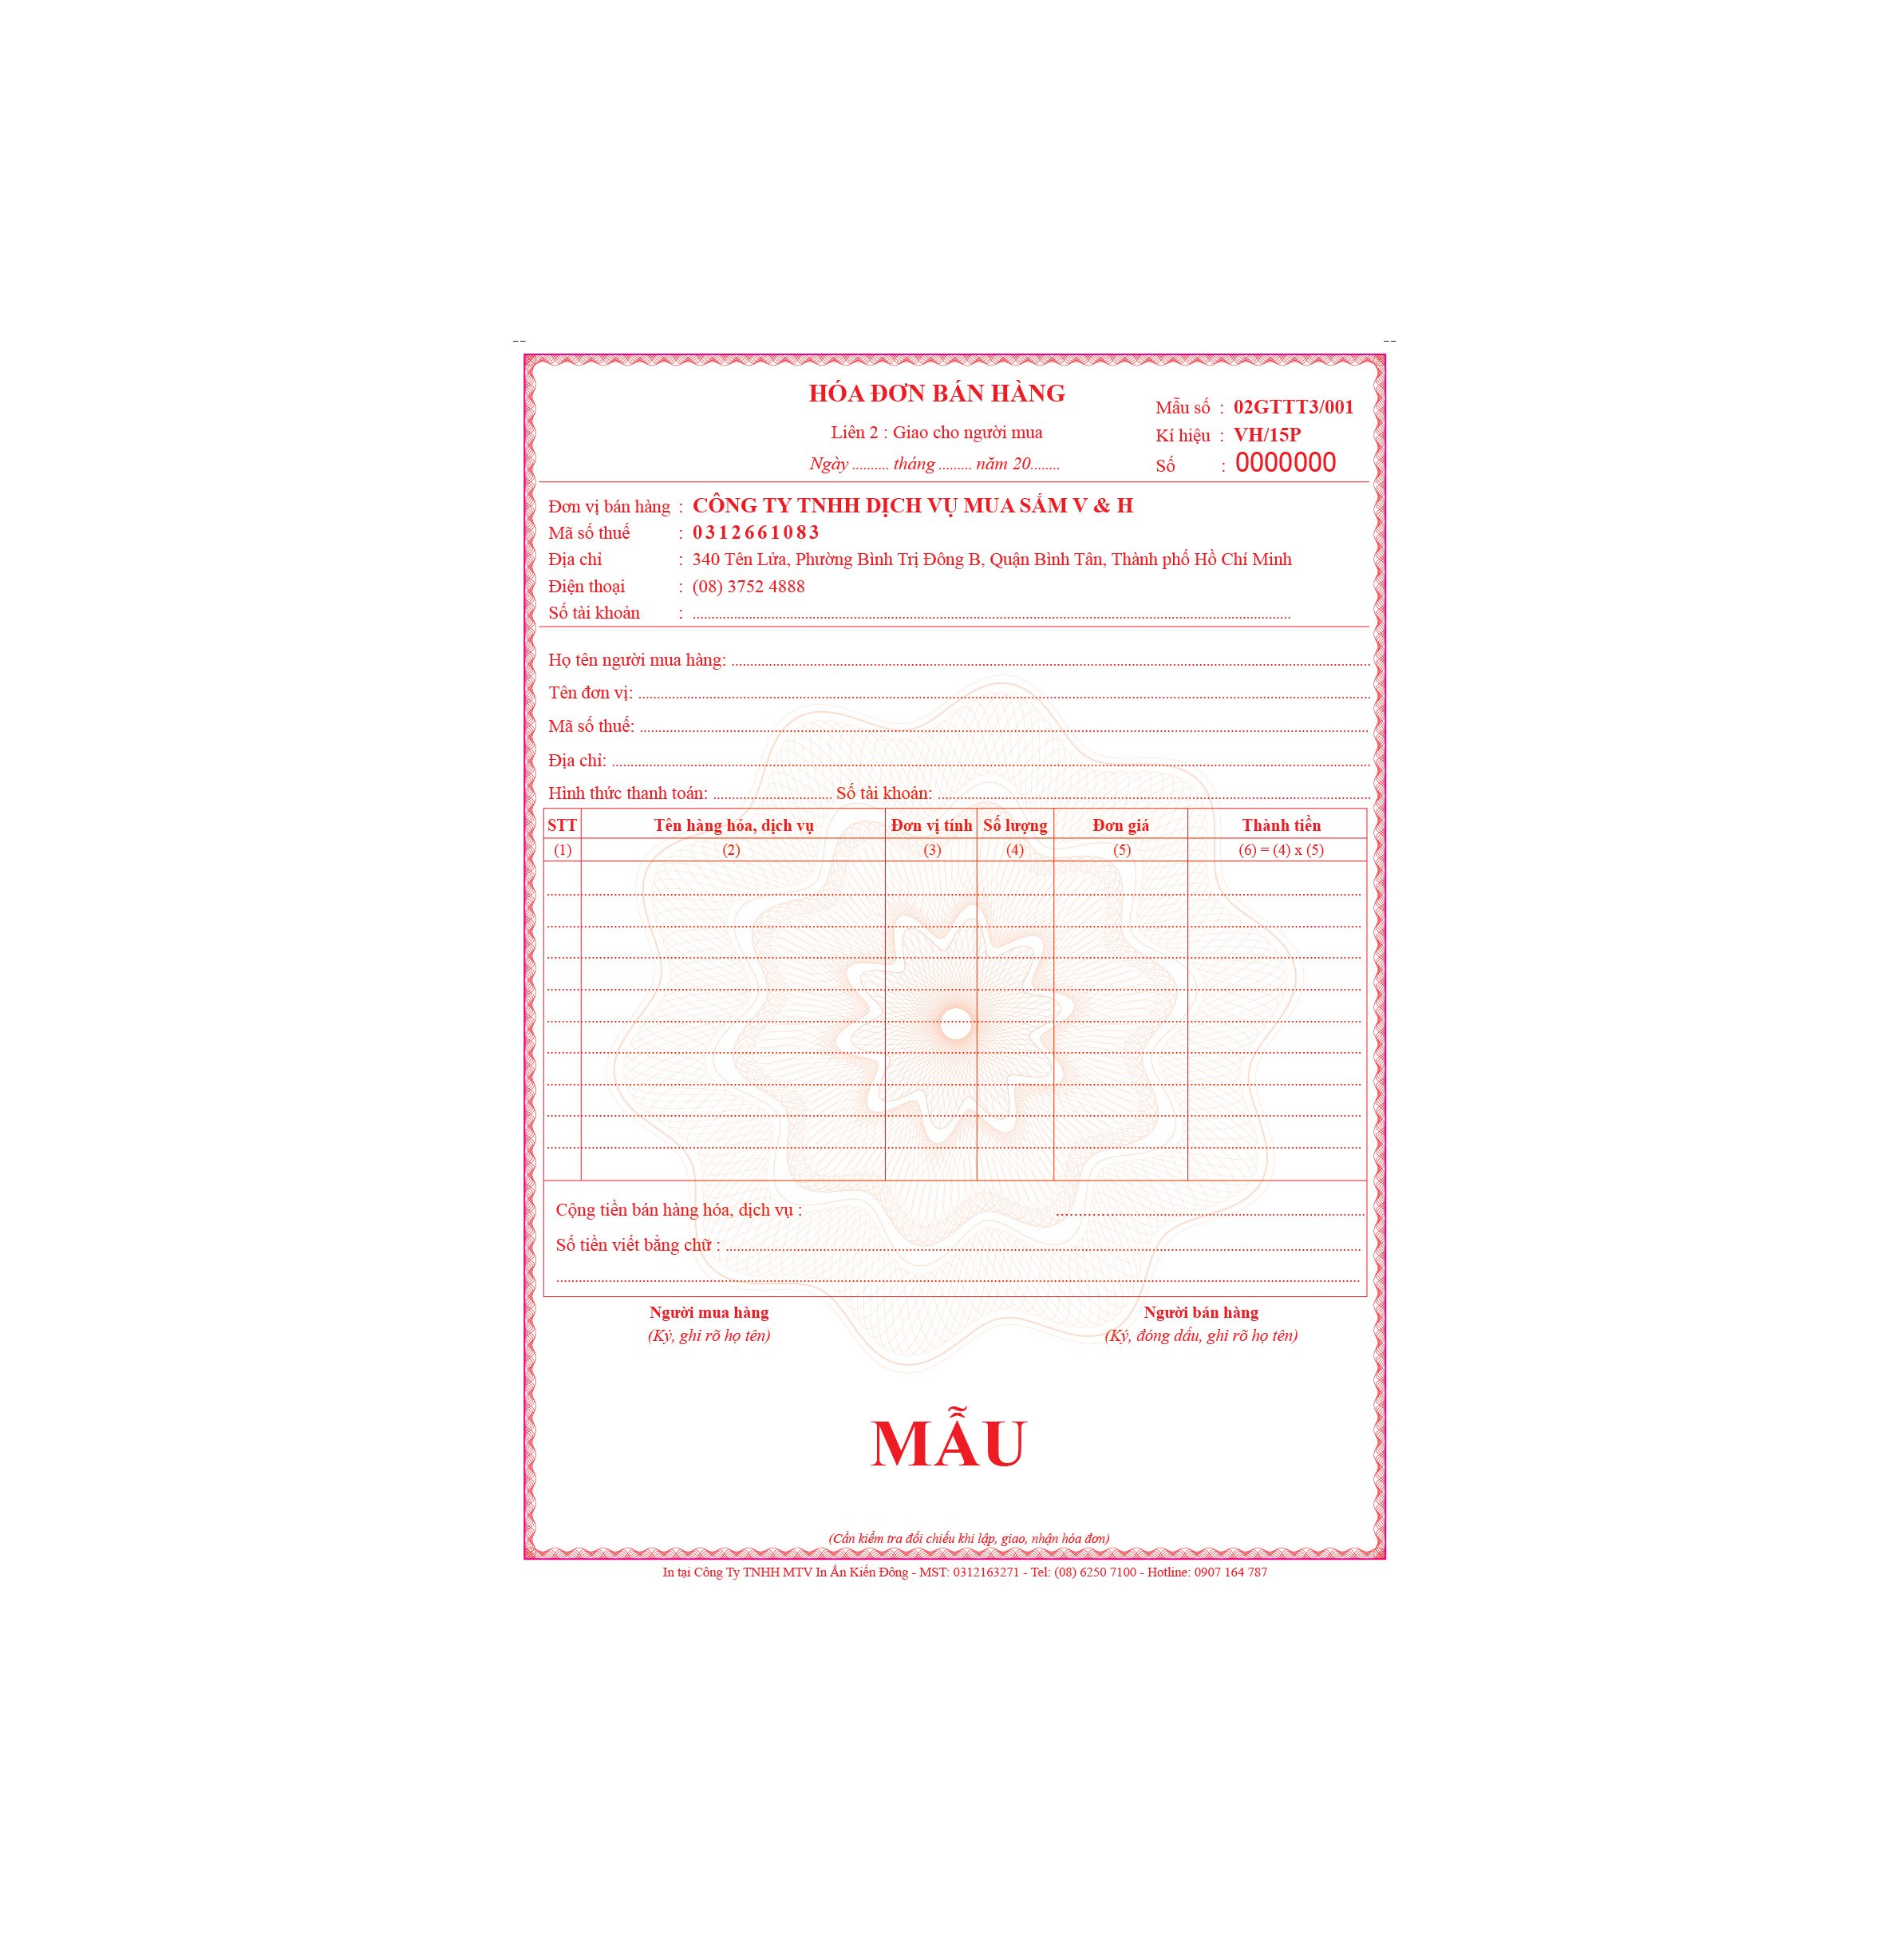 HÓA ĐƠN BÁN HÀNG
Liên 2 : Giao cho người mua
Ngày .......... tháng ......... năm 20........
Mẫu số : 02GTTT3/001
Kí hiệu : VH/15P
Số : 0000000
Đơn vị bán hàng : CÔNG TY TNHH DỊCH VỤ MUA SẮM V & H
Mã số thuế : 0312661083
Địa chỉ : 340 Tên Lửa, Phường Bình Trị Đông B, Quận Bình Tân, Thành phố Hồ Chí Minh
Điện thoại : (08) 3752 4888
Số tài khoản : ........................
Họ tên người mua hàng: ........................
Tên đơn vị: ........................
Mã số thuế: ........................
Địa chỉ: ........................
Hình thức thanh toán: ................ Số tài khoản: ........................
STT Tên hàng hóa, dịch vụ Đơn vị tính Số lượng Đơn giá Thành tiền
(1) (2) (3) (4) (5) (6) = (4) x (5)
Cộng tiền bán hàng hóa, dịch vụ : ........................
Số tiền viết bằng chữ : ........................
Người mua hàng Người bán hàng
(Ký, ghi rõ họ tên) (Ký, đóng dấu, ghi rõ họ tên)
MẪU
(Cần kiểm tra đối chiếu khi lập, giao, nhận hóa đơn)
In tại Công Ty TNHH MTV In Ấn Kiến Đông - MST: 0312163271 - Tel: (08) 6250 7100 - Hotline: 0907 164 787